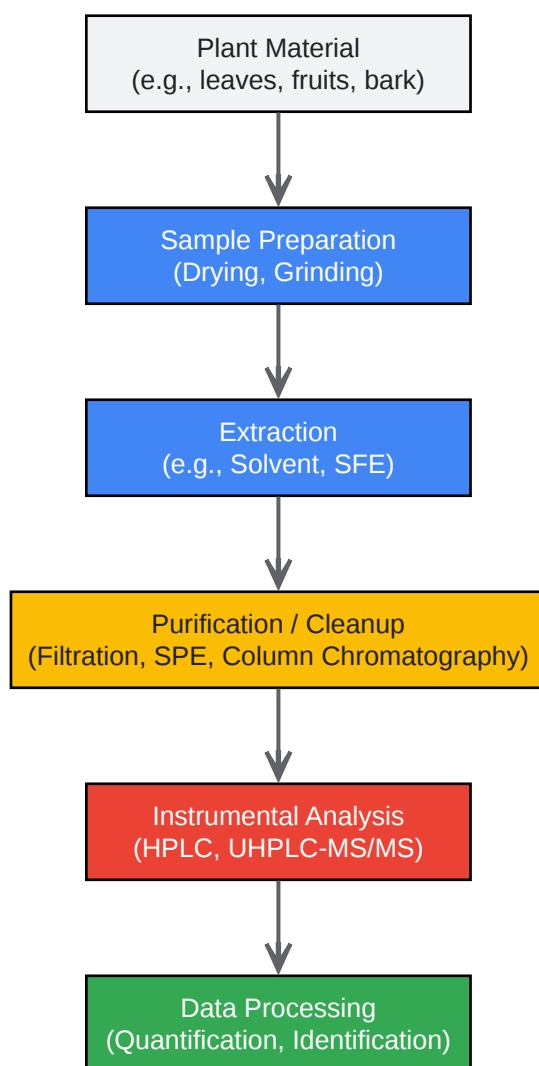 Plant Material
(e.g., leaves, fruits, bark)
Sample Preparation
(Drying, Grinding)
Extraction
(e.g., Solvent, SFE)
Purification / Cleanup
(Filtration, SPE, Column Chromatography)
Instrumental Analysis
(HPLC, UHPLC-MS/MS)
Data Processing
(Quantification, Identification)